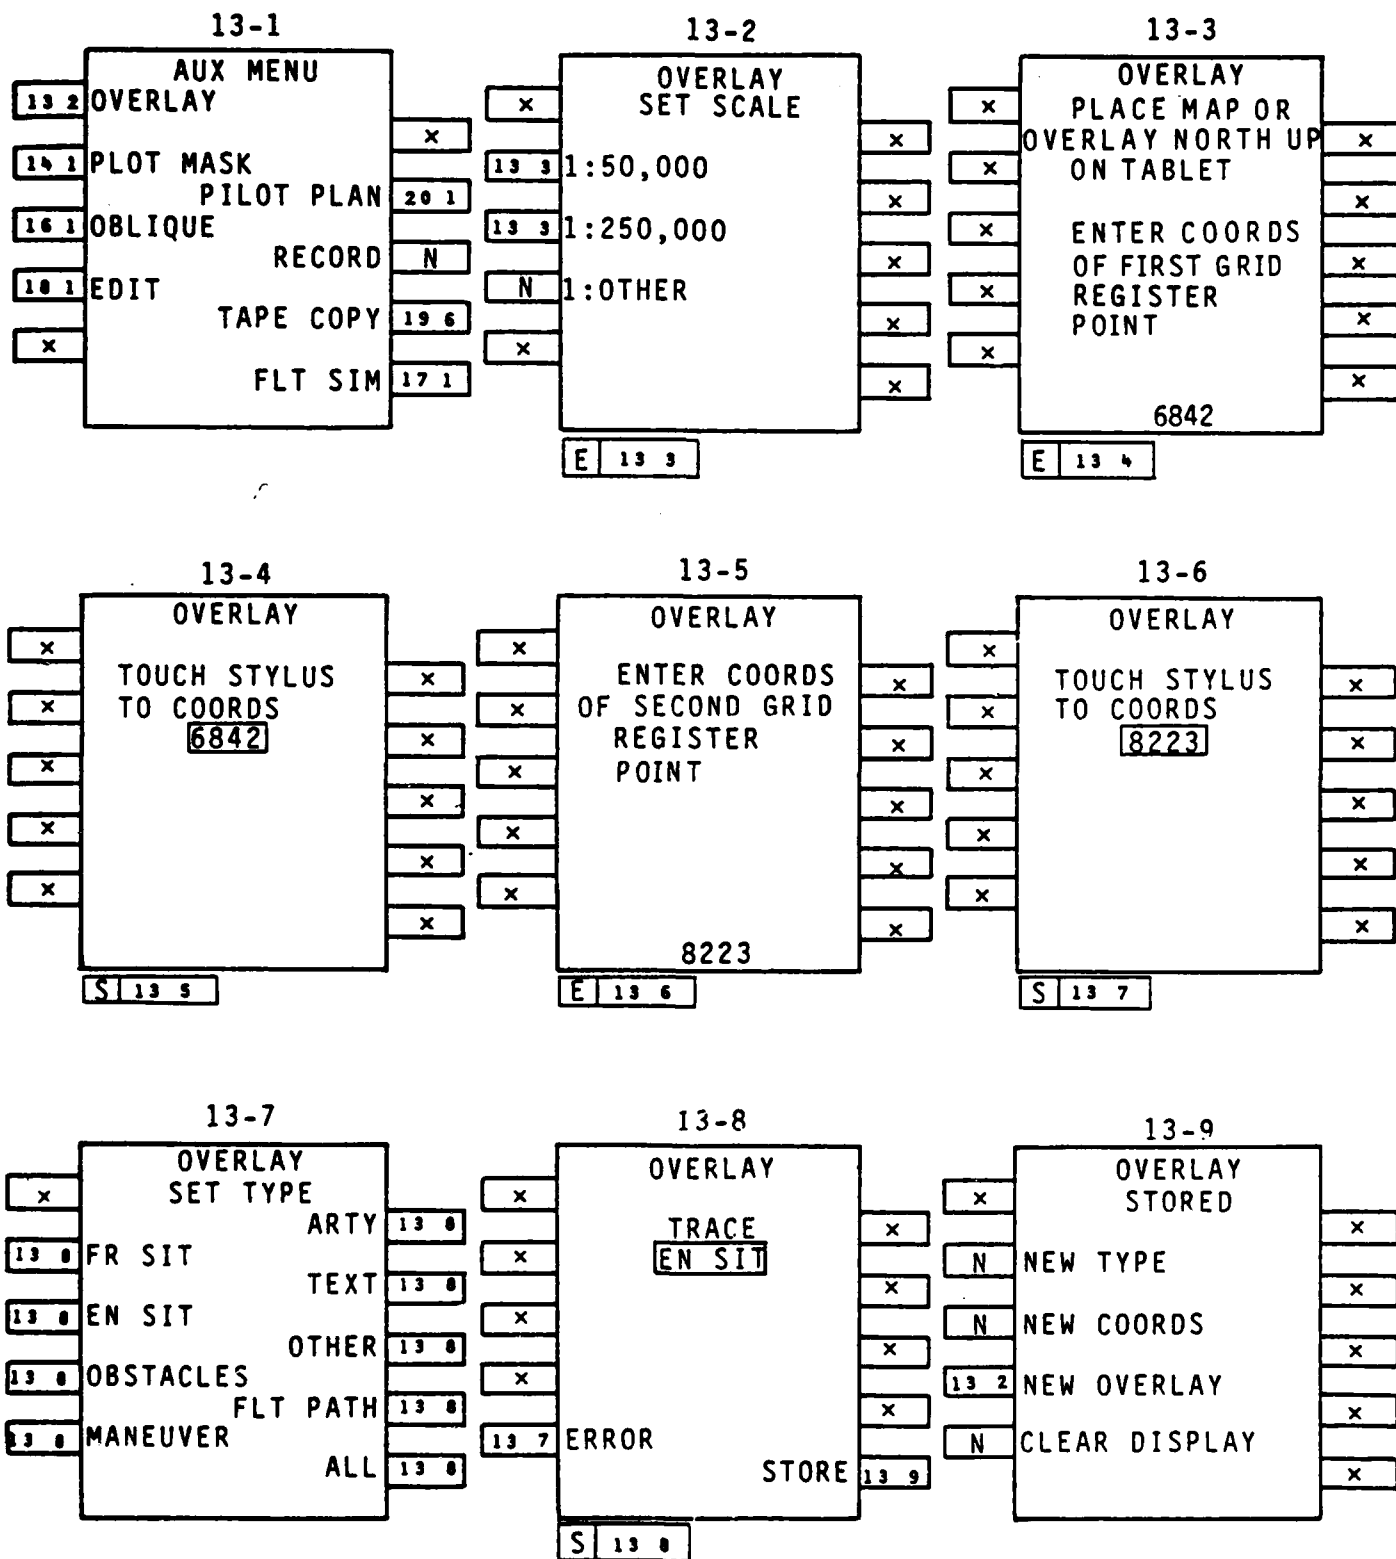 13-1
AUX MENU
13 2 OVERLAY
x
14 1 PLOT MASK
PILOT PLAN 20 1
16 1 OBLIQUE
RECORD N
18 1 EDIT
TAPE COPY 19 6
x
FLT SIM 17 1
13-2
OVERLAY
SET SCALE
x
x
13 3 1:50,000
x
13 3 1:250,000
x
N 1:OTHER
x
x
x
E 13 3
13-3
OVERLAY
x PLACE MAP OR
OVERLAY NORTH UP x
x ON TABLET
x
x ENTER COORDS
OF FIRST GRID x
x REGISTER
POINT x
x
x
6842
E 13 4
13-4
OVERLAY
x
TOUCH STYLUS x
x TO COORDS
6842 x
x
x
x
x
x
x
S 13 5
13-5
OVERLAY
x
ENTER COORDS x
x OF SECOND GRID
REGISTER x
x POINT
x
x
x
x
x
8223
E 13 6
13-6
OVERLAY
x
TOUCH STYLUS x
x TO COORDS
8223 x
x
x
x
x
x
x
S 13 7
13-7
OVERLAY
x SET TYPE
ARTY 13 8
13 8 FR SIT
TEXT 13 8
13 8 EN SIT
OTHER 13 8
13 8 OBSTACLES
FLT PATH 13 8
13 8 MANEUVER
ALL 13 8
13-8
OVERLAY
x
TRACE x
x EN SIT
x
x
x
x
x
13 7 ERROR
STORE 13 9
S 13 8
13-9
OVERLAY
x STORED
x
N NEW TYPE
x
N NEW COORDS
x
13 2 NEW OVERLAY
x
N CLEAR DISPLAY
x